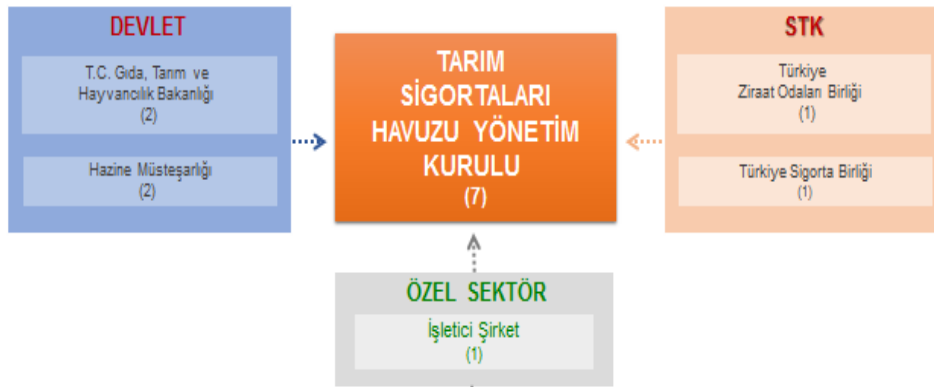 DEVLET
T.C. Gıda, Tarım ve
Hayvancılık Bakanlığı
(2)
Hazine Müsteşarlığı
(2)
TARIM
SİGORTALARI
HAVUZU YÖNETİM
KURULU
(7)
STK
Türkiye
Ziraat Odaları Birliği
(1)
Türkiye Sigorta Birliği
(1)
ÖZEL SEKTÖR
İşletici Şirket
(1)